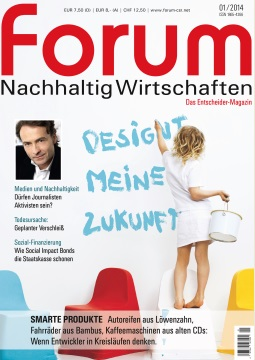 EUR 7,50 (D) | EUR 8,- (A) | CHF 12,50 | www.forum-csr.net
01/2014
forum
Nachhaltig Wirtschaften
Das Entscheider-Magazin
DESIGNT
MEINE
ZUKUNFT
Medien und Nachhaltigkeit
Dürfen Journalisten
Aktivisten sein?
Todesursache:
Geplanter Verschleiß
Sozial-Finanzierung
Wie Social Impact Bonds
die Staatskasse schonen
SMARTE PRODUKTE Autoreifen aus Löwenzahn,
Fahrräder aus Bambus, Kaffeemaschinen aus alten CDs:
Wenn Entwickler in Kreisläufen denken.